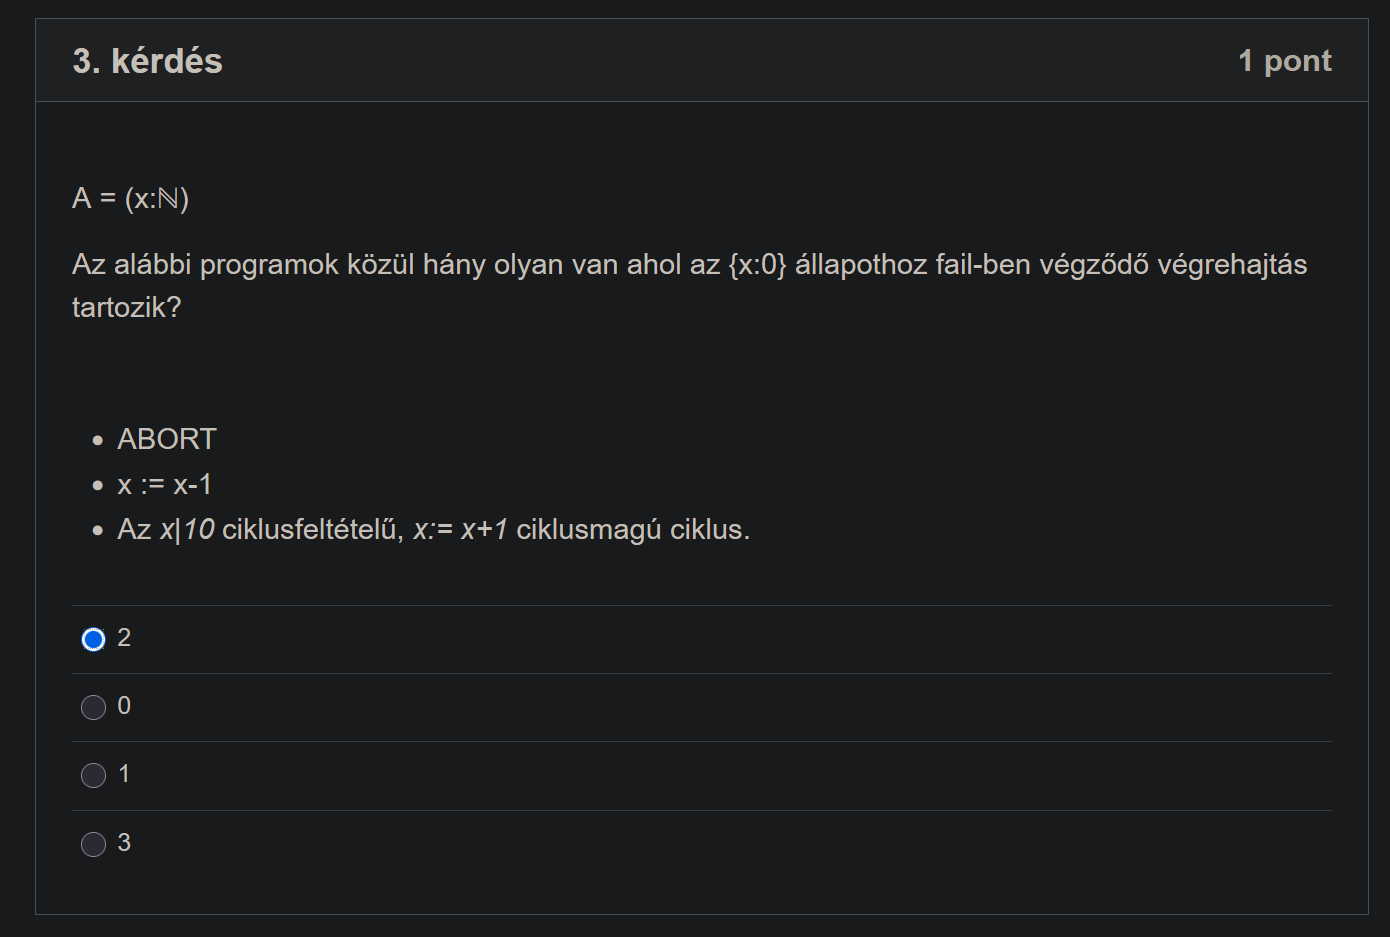 3. kérdés
1 pont
A = (x:ℕ)
Az alábbi programok közül hány olyan van ahol az {x:0} állapothoz fail-ben végződő végrehajtás
tartozik?
• ABORT
• x := x-1
• Az x|10 ciklusfeltételű, x:= x+1 ciklusmagú ciklus.
2
0
1
3